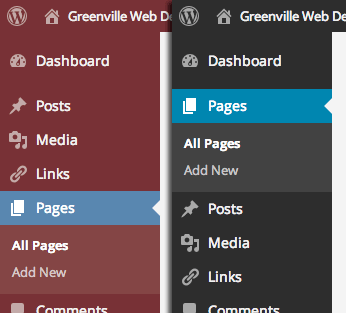 Greenville Web De
Dashboard
Posts
Media
Links
Pages
All Pages
Add New
Comments
Greenville Web De
Dashboard
Pages
All Pages
Add New
Posts
Media
Links
Comments